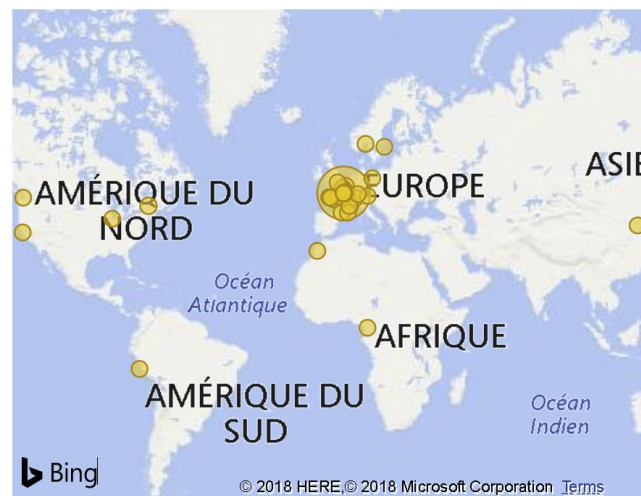 ASIE
AMÉRIQUE DU
NORD
EUROPE
Océan
Atlantique
AFRIQUE
AMÉRIQUE DU
SUD
Océan
Indien
Bing
© 2018 HERE,© 2018 Microsoft Corporation Terms